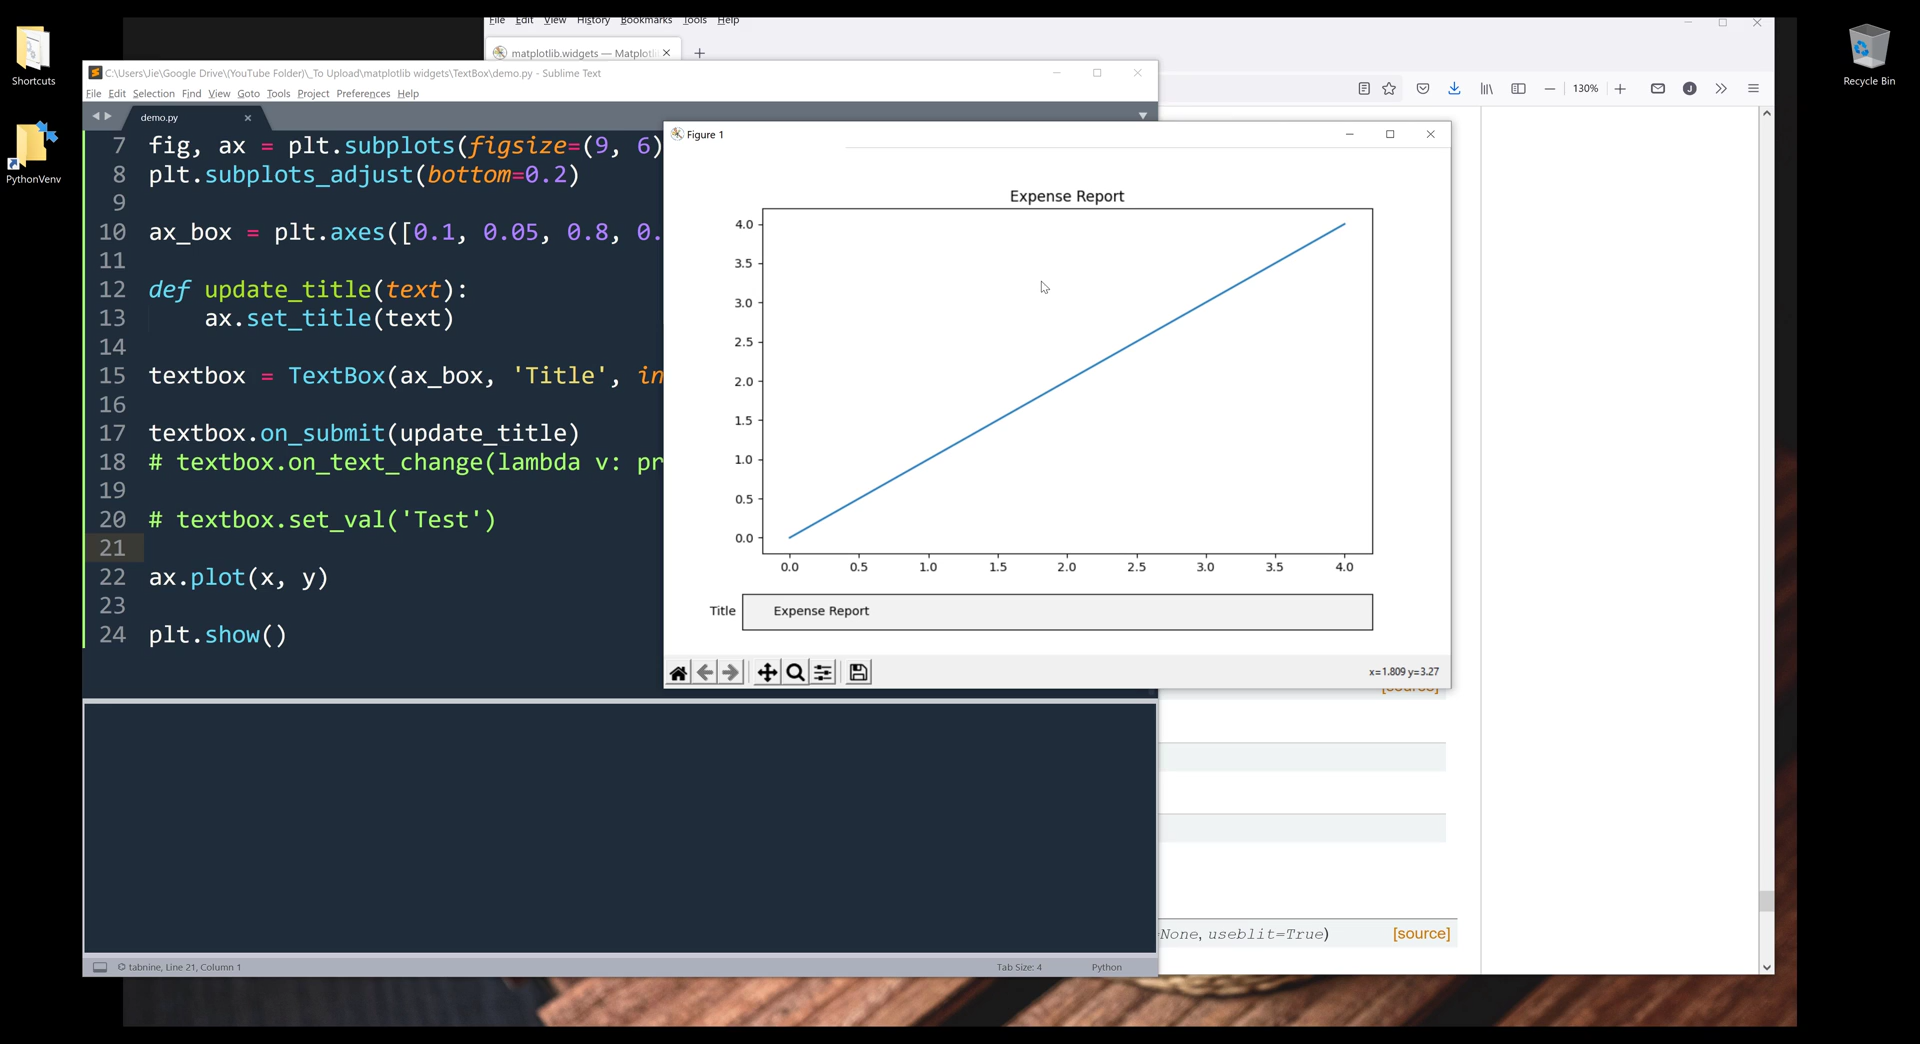 Shortcuts
PythonVenv
Recycle Bin
File Edit View History Bookmarks Tools Help
matplotlib.widgets — Matplotli
130%
J
C:\Users\Jie\Google Drive\(YouTube Folder)\_To Upload\matplotlib widgets\TextBox\demo.py - Sublime Text
File Edit Selection Find View Goto Tools Project Preferences Help
demo.py
7 fig, ax = plt.subplots(figsize=(9, 6)
8 plt.subplots_adjust(bottom=0.2)
9
10 ax_box = plt.axes([0.1, 0.05, 0.8, 0.
11
12 def update_title(text):
13 ax.set_title(text)
14
15 textbox = TextBox(ax_box, 'Title', in
16
17 textbox.on_submit(update_title)
18 # textbox.on_text_change(lambda v: pr
19
20 # textbox.set_val('Test')
21
22 ax.plot(x, y)
23
24 plt.show()
Figure 1
Expense Report
4.0
3.5
3.0
2.5
2.0
1.5
1.0
0.5
0.0
0.0 0.5 1.0 1.5 2.0 2.5 3.0 3.5 4.0
Title Expense Report
x=1.809 y=3.27
[source]
None, useblit=True) [source]
tabnine, Line 21, Column 1
Tab Size: 4 Python